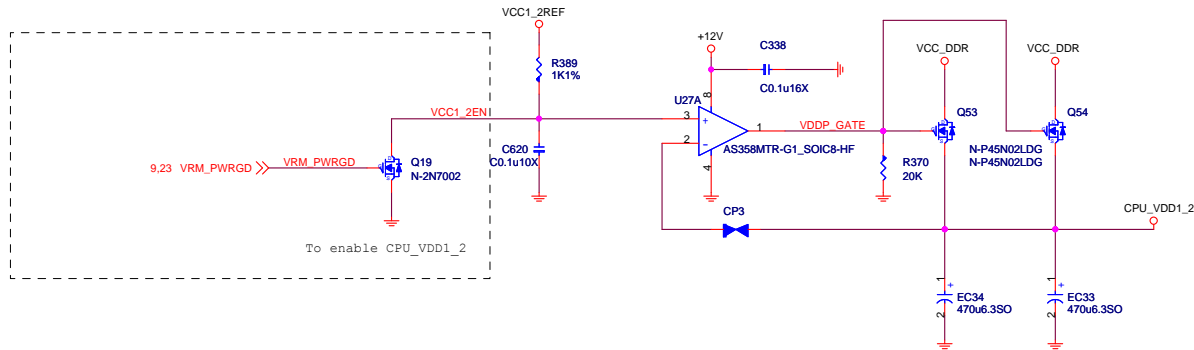 VCC1_2REF
R389
1K1%
VCC1_2EN
C620
C0.1u10X
9,23 VRM_PWRGD
VRM_PWRGD
Q19
N-2N7002
To enable CPU_VDD1_2
+12V
C338
C0.1u16X
U27A
8
3
+
2
-
1
4
AS358MTR-G1_SOIC8-HF
VDDP_GATE
R370
20K
VCC_DDR
Q53
N-P45N02LDG
VCC_DDR
Q54
N-P45N02LDG
CP3
CPU_VDD1_2
1
+
EC34
470u6.3SO
2
1
+
EC33
470u6.3SO
2